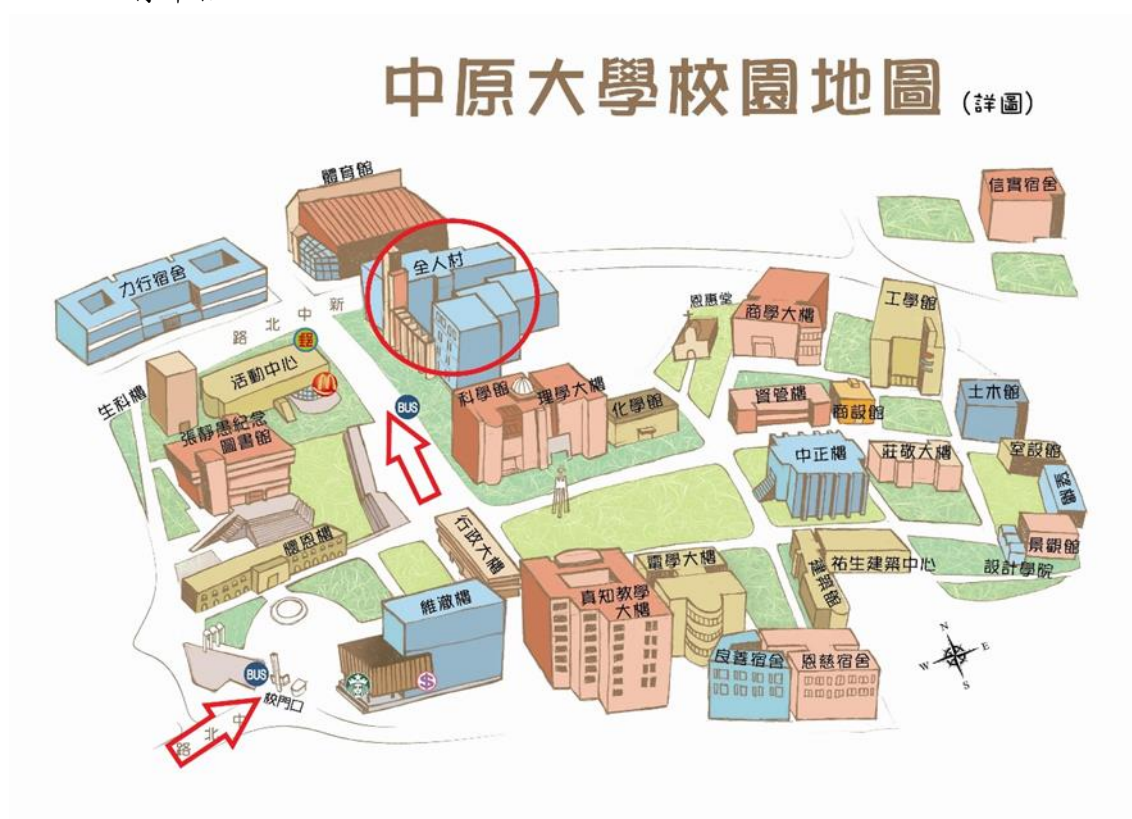 中原大學校園地圖(詳圖)
體育館
信實宿舍
全人村
力行宿舍
新中北路
恩惠堂
商學大樓
工學館
郵
活動中心
生科樓
BUS
科學館
理學大樓
化學館
資管樓
商設館
土木館
張靜愚紀念
圖書館
中正樓
莊敬大樓
室設館
行政大樓
懷恩樓
電學大樓
建築館
祐生建築中心
景觀館
設計學院
真知教學
大樓
維澈樓
良善宿舍
恩慈宿舍
N
E
W
S
BUS
校門口
$
中北路